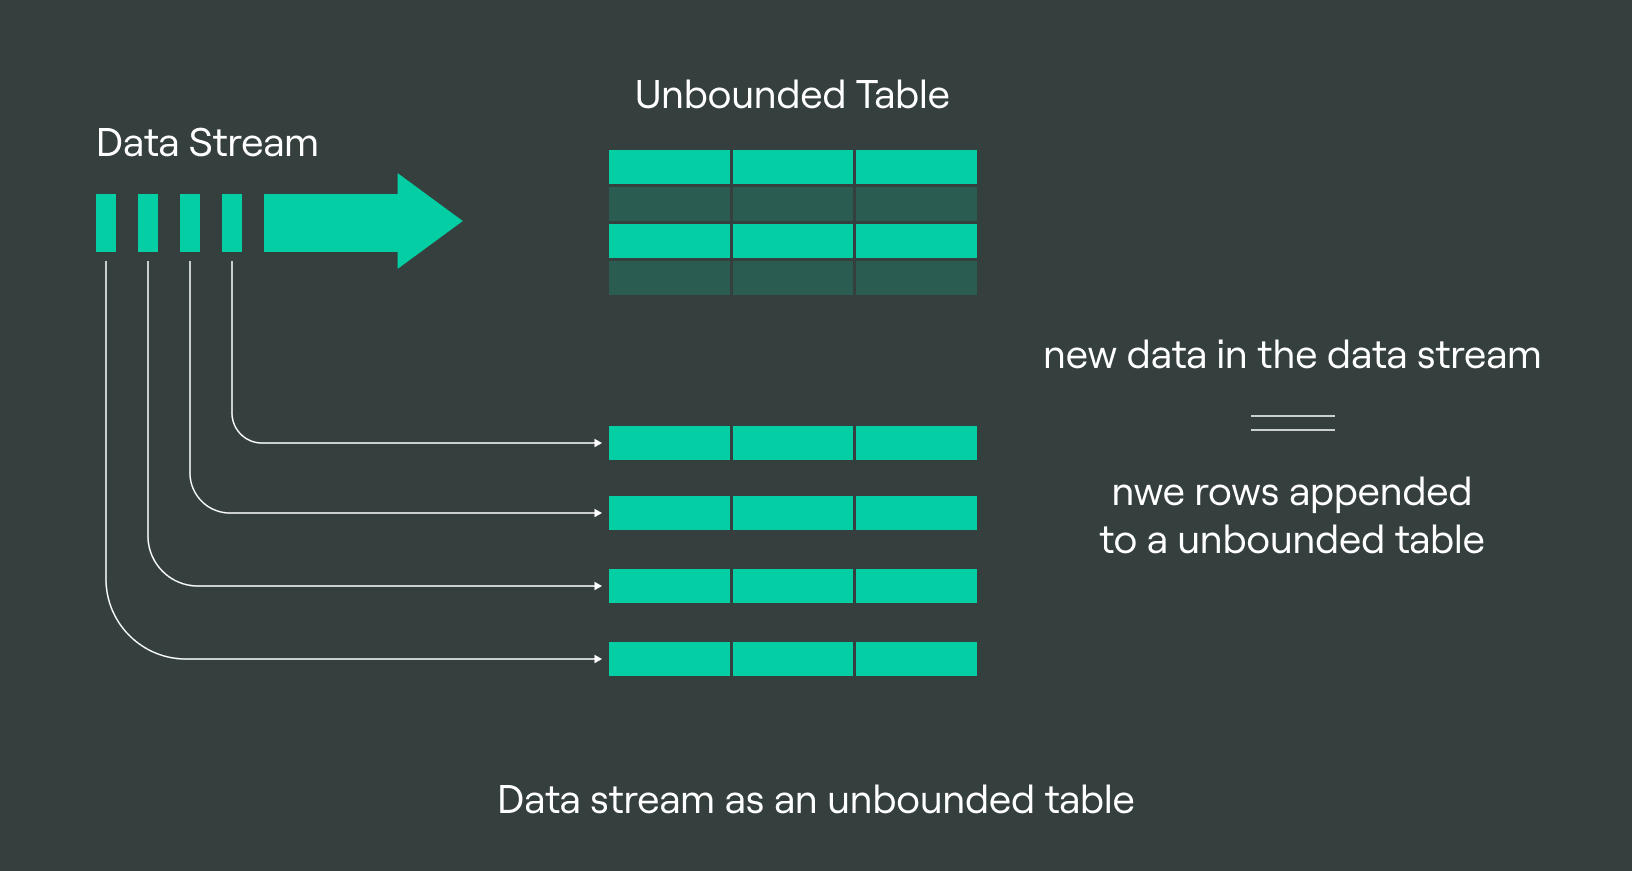 Unbounded Table
Data Stream
new data in the data stream
nwe rows appended
to a unbounded table
Data stream as an unbounded table